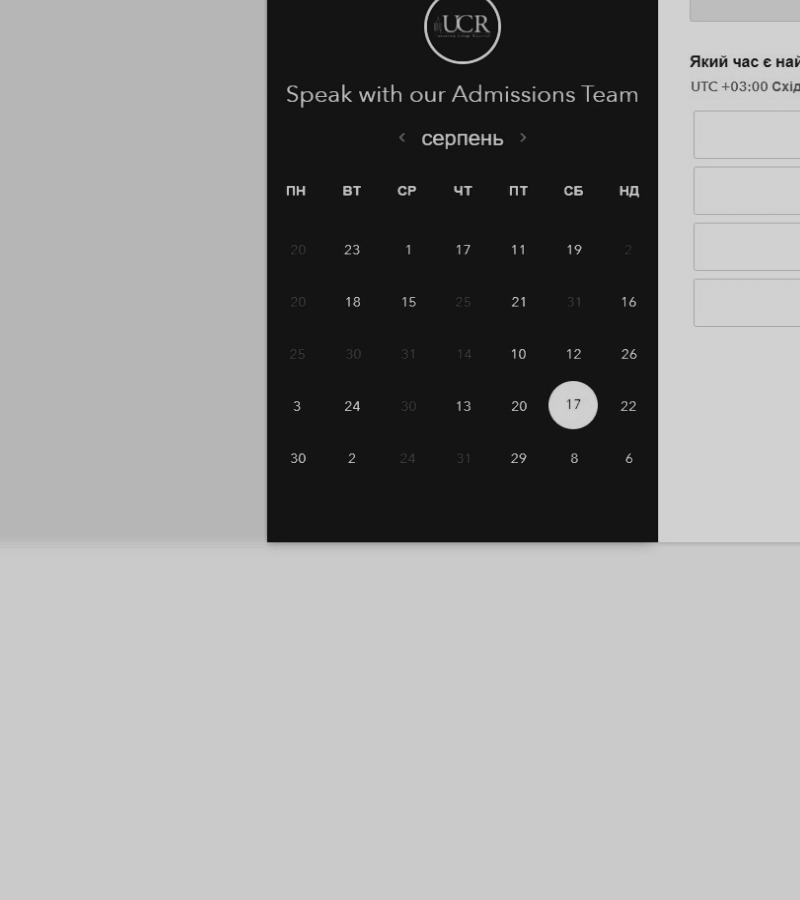 UCR
Speak with our Admissions Team
серпень
ПН ВТ СР ЧТ ПТ СБ НД
20 23 1 17 11 19 2
20 18 15 25 21 31 16
25 30 31 14 10 12 26
3 24 30 13 20 17 22
30 2 24 31 29 8 6
Який час є
UTC +03:00